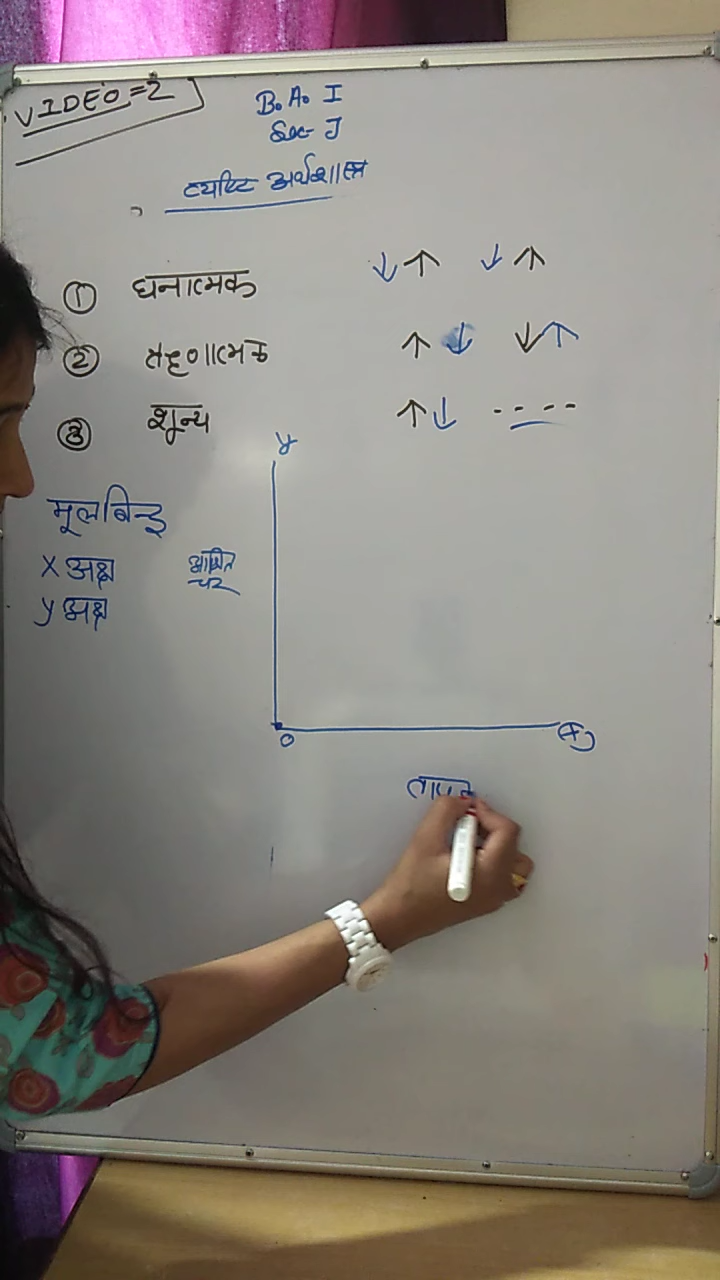 VIDEO=2
B.A. I
Sec-J
व्यष्टि अर्थशास्त्र
① धनात्मक ↓↑ ↓↑
② ऋणात्मक ↑↓ ↓↑
③ शून्य ↑↓ ----
y
मूलबिन्दु
X अक्ष
y अक्ष
आश्रित
चर
0